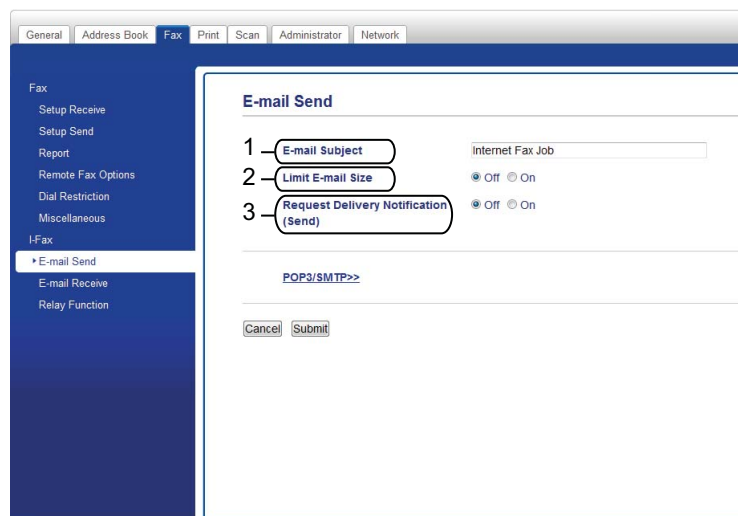 General Address Book Fax Print Scan Administrator Network
Fax
Setup Receive
Setup Send
Report
Remote Fax Options
Dial Restriction
Miscellaneous
I-Fax
E-mail Send
E-mail Receive
Relay Function
E-mail Send
1 E-mail Subject Internet Fax Job
2 Limit E-mail Size Off On
3 Request Delivery Notification Off On
(Send)
POP3/SMTP>>
Cancel Submit